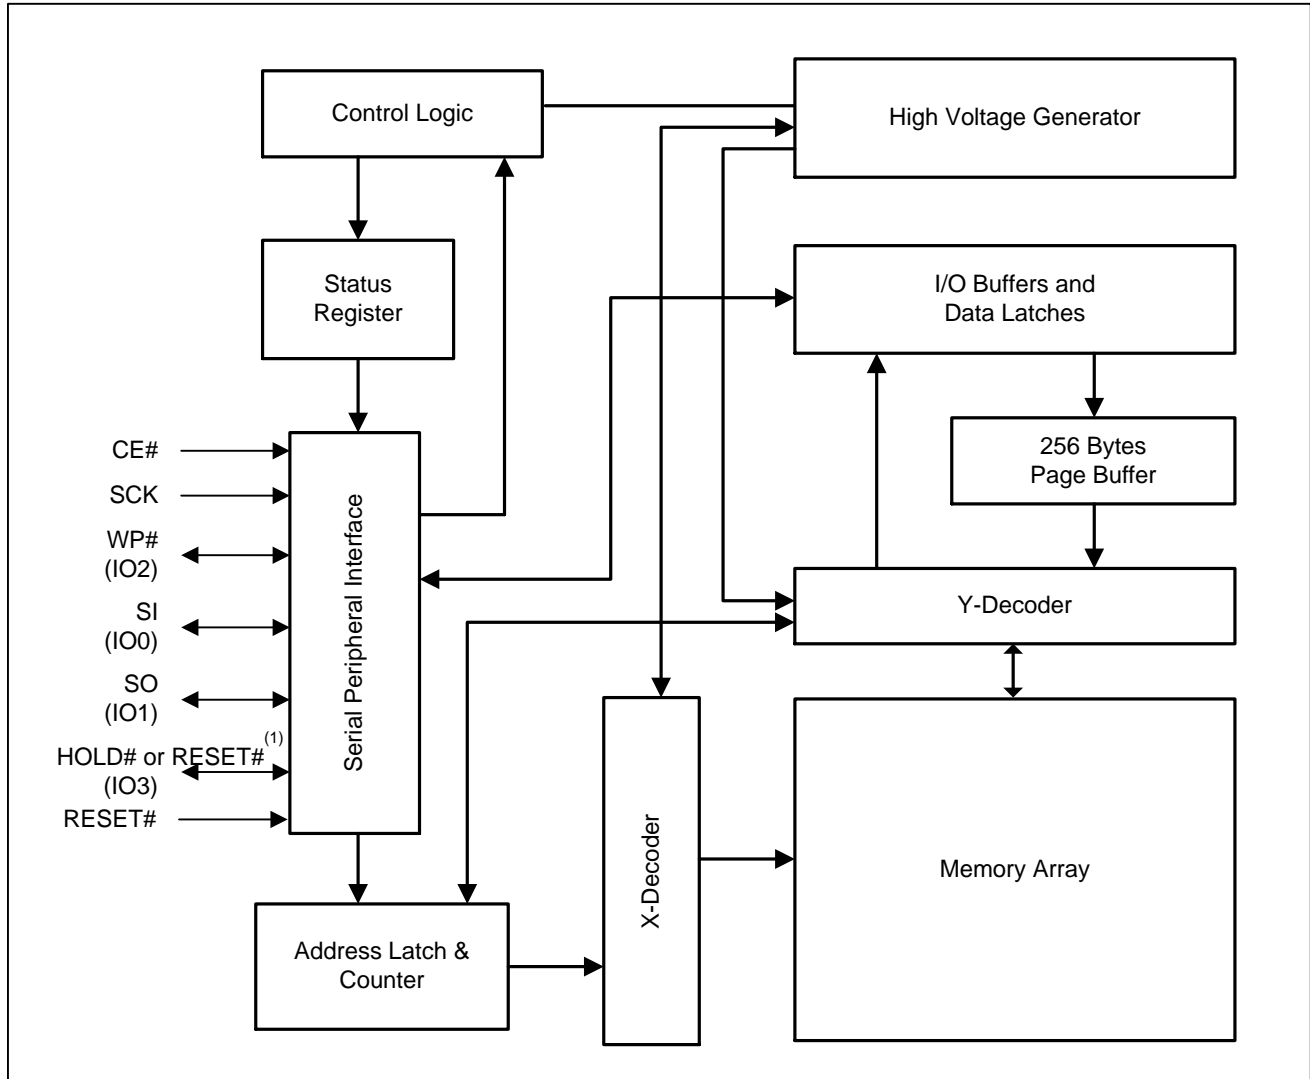 Control Logic
High Voltage Generator
Status
Register
I/O Buffers and
Data Latches
256 Bytes
Page Buffer
CE#
SCK
WP#
(IO2)
SI
(IO0)
SO
(IO1)
HOLD# or RESET#(1)
(IO3)
RESET#
Serial Peripheral Interface
Y-Decoder
X-Decoder
Memory Array
Address Latch &
Counter